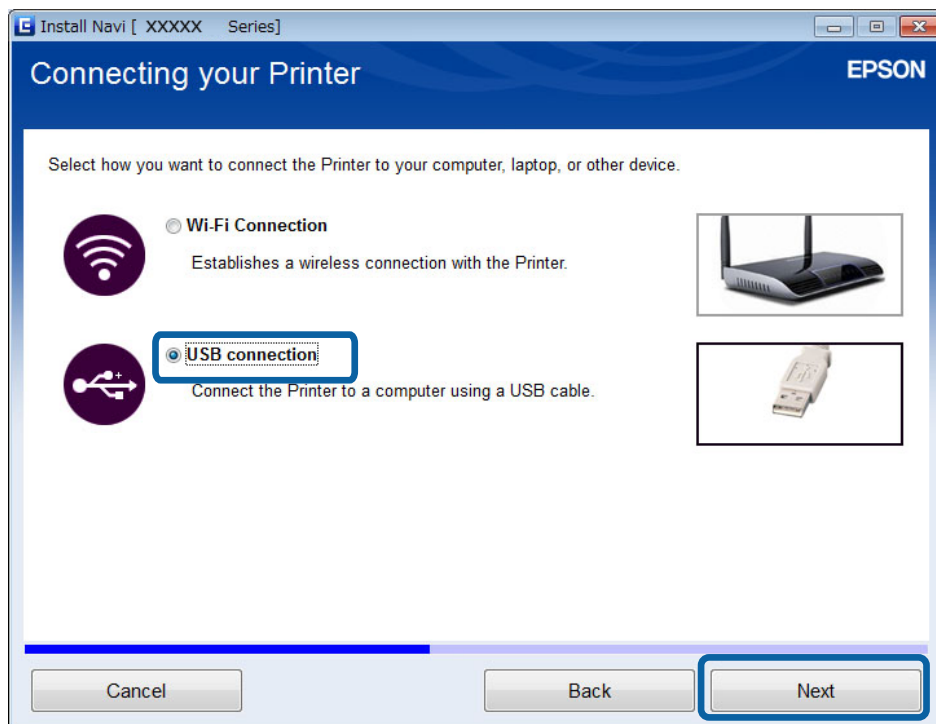 Install Navi [ XXXXX Series]
Connecting your Printer
EPSON
Select how you want to connect the Printer to your computer, laptop, or other device.
Wi-Fi Connection
Establishes a wireless connection with the Printer.
USB connection
Connect the Printer to a computer using a USB cable.
Cancel
Back
Next